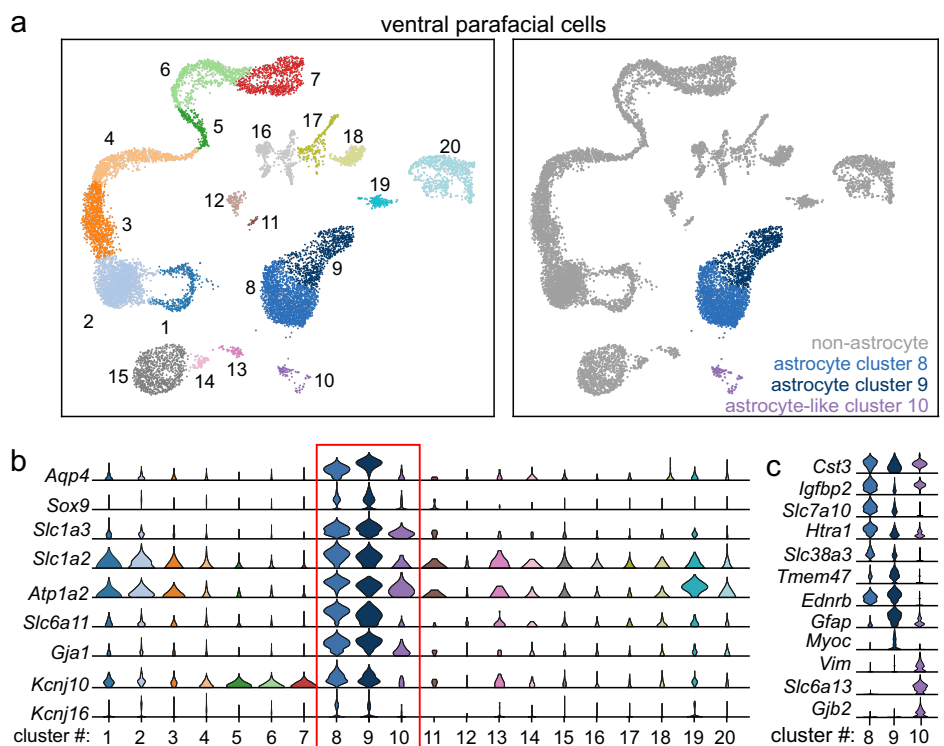 a
ventral parafacial cells
6
7
5
4
16
17
18
20
12
11
19
3
8
9
2
1
15
14
13
10
non-astrocyte
astrocyte cluster 8
astrocyte cluster 9
astrocyte-like cluster 10
b
Aqp4
Sox9
Slc1a3
Slc1a2
Atp1a2
Slc6a11
Gja1
Kcnj10
Kcnj16
cluster #: 1 2 3 4 5 6 7 8 9 10 11 12 13 14 15 16 17 18 19 20
c
Cst3
Igfbp2
Slc7a10
Htra1
Slc38a3
Tmem47
Ednrb
Gfap
Myoc
Vim
Slc6a13
Gjb2
cluster #: 8 9 10